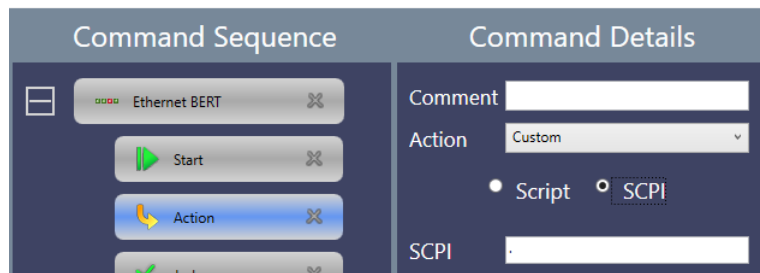 Command Sequence
Command Details
Ethernet BERT
Start
Action
Comment
Action
Custom
Script
SCPI
SCPI
.